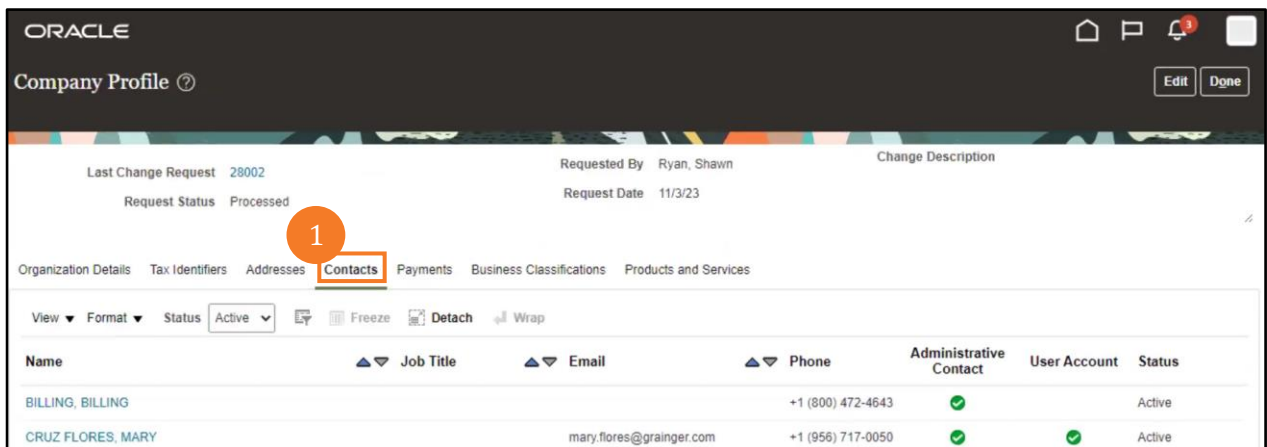 ORACLE
3
Company Profile ?
Edit Done
Last Change Request 28002
Requested By Ryan, Shawn
Change Description
Request Status Processed
Request Date 11/3/23
1
Organization Details Tax Identifiers Addresses Contacts Payments Business Classifications Products and Services
View Format Status Active Freeze Detach Wrap
Name Job Title Email Phone Administrative Contact User Account Status
BILLING, BILLING +1 (800) 472-4643 Active
CRUZ FLORES, MARY mary.flores@grainger.com +1 (956) 717-0050 Active